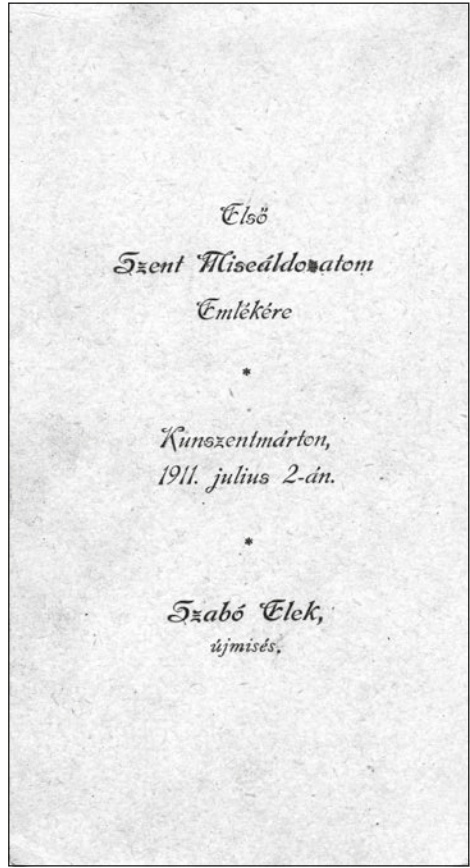 Első
Szent Miseáldozatom
Emlékére
*
Kunszentmárton,
1911. julius 2-án.
*
Szabó Elek,
újmisés.